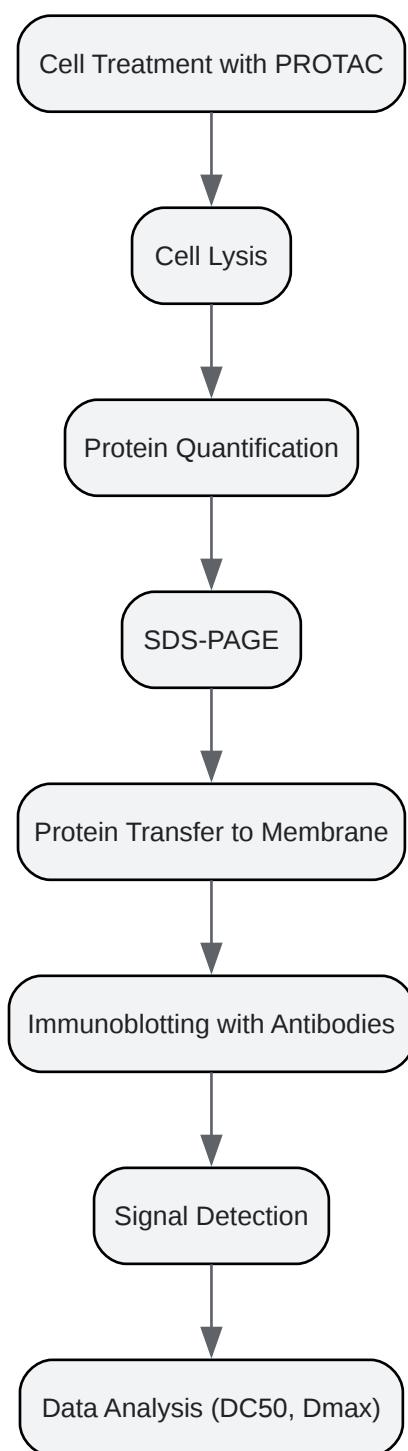 Cell Treatment with PROTAC
Cell Lysis
Protein Quantification
SDS-PAGE
Protein Transfer to Membrane
Immunoblotting with Antibodies
Signal Detection
Data Analysis (DC50, Dmax)